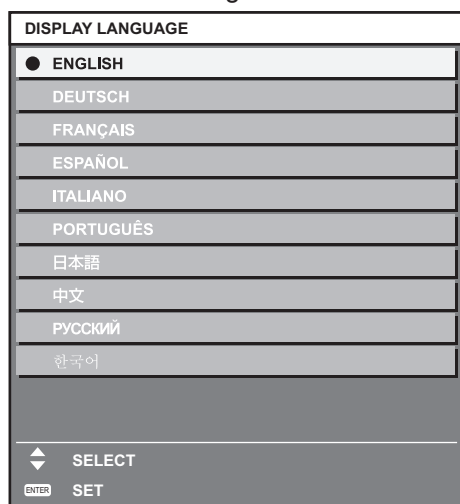 DISPLAY LANGUAGE
ENGLISH
DEUTSCH
FRANÇAIS
ESPAÑOL
ITALIANO
PORTUGUÊS
日本語
中文
РУССКИЙ
한국어
SELECT
ENTER SET